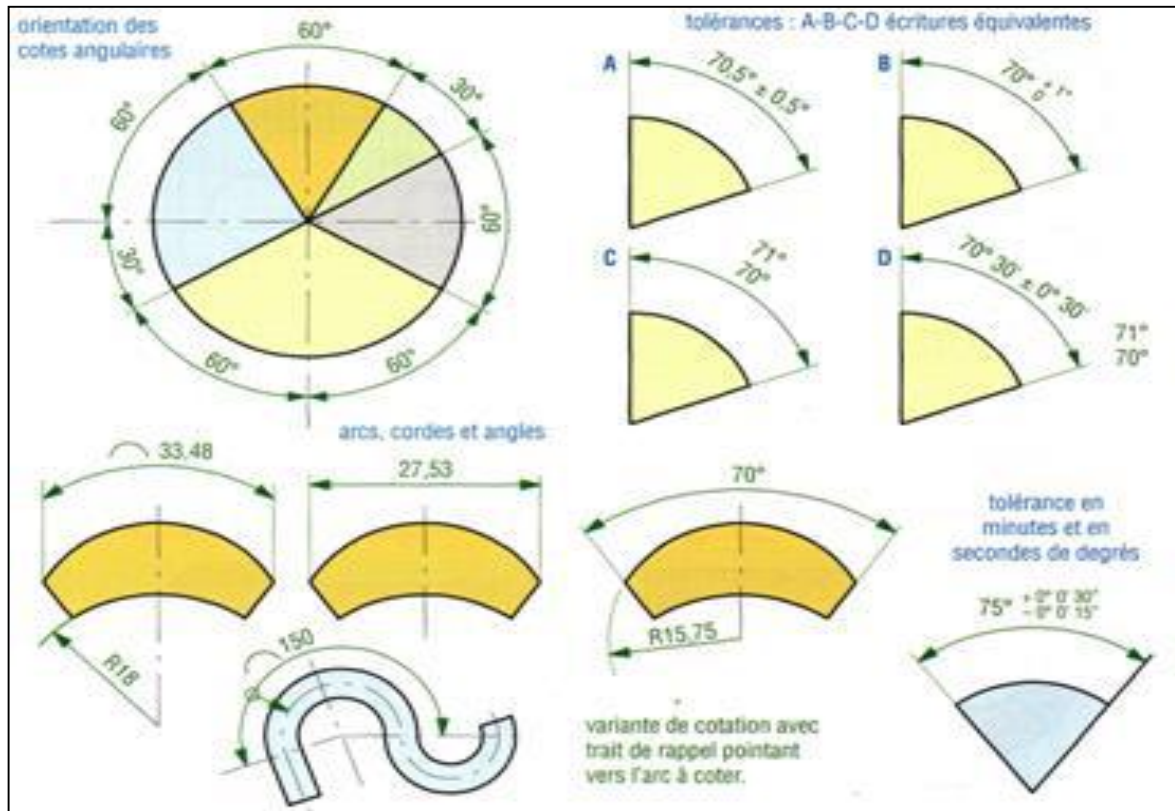 orientation des
cotes angulaires
60°
30°
60°
60°
60°
30°
60°
tolérances : A-B-C-D écritures équivalentes
A
70,5° ± 0,5°
B
70° + 1°
0
C
71°
70°
D
70° 30' ± 0° 30'
71°
70°
arcs, cordes et angles
33,48
R18
27,53
70°
R15,75
150
tolérance en
minutes et en
secondes de degrés
75° + 0° 0' 30"
– 0° 0' 15"
variante de cotation avec
trait de rappel pointant
vers l'arc à coter.